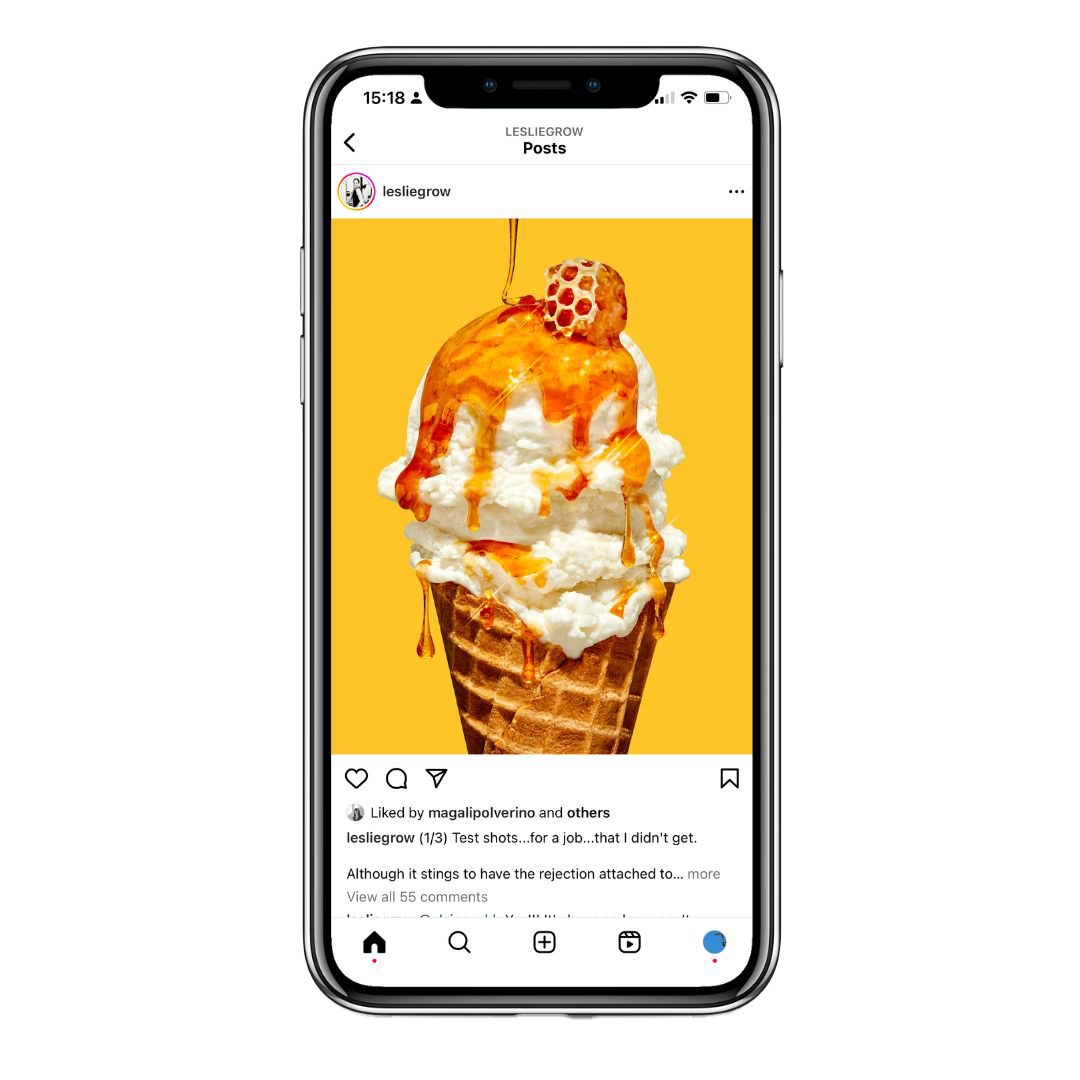 15:18
LESLIEGROW
Posts
lesliegrow
Liked by magalipolverino and others
lesliegrow (1/3) Test shots...for a job...that I didn't get.
Although it stings to have the rejection attached to... more
View all 55 comments